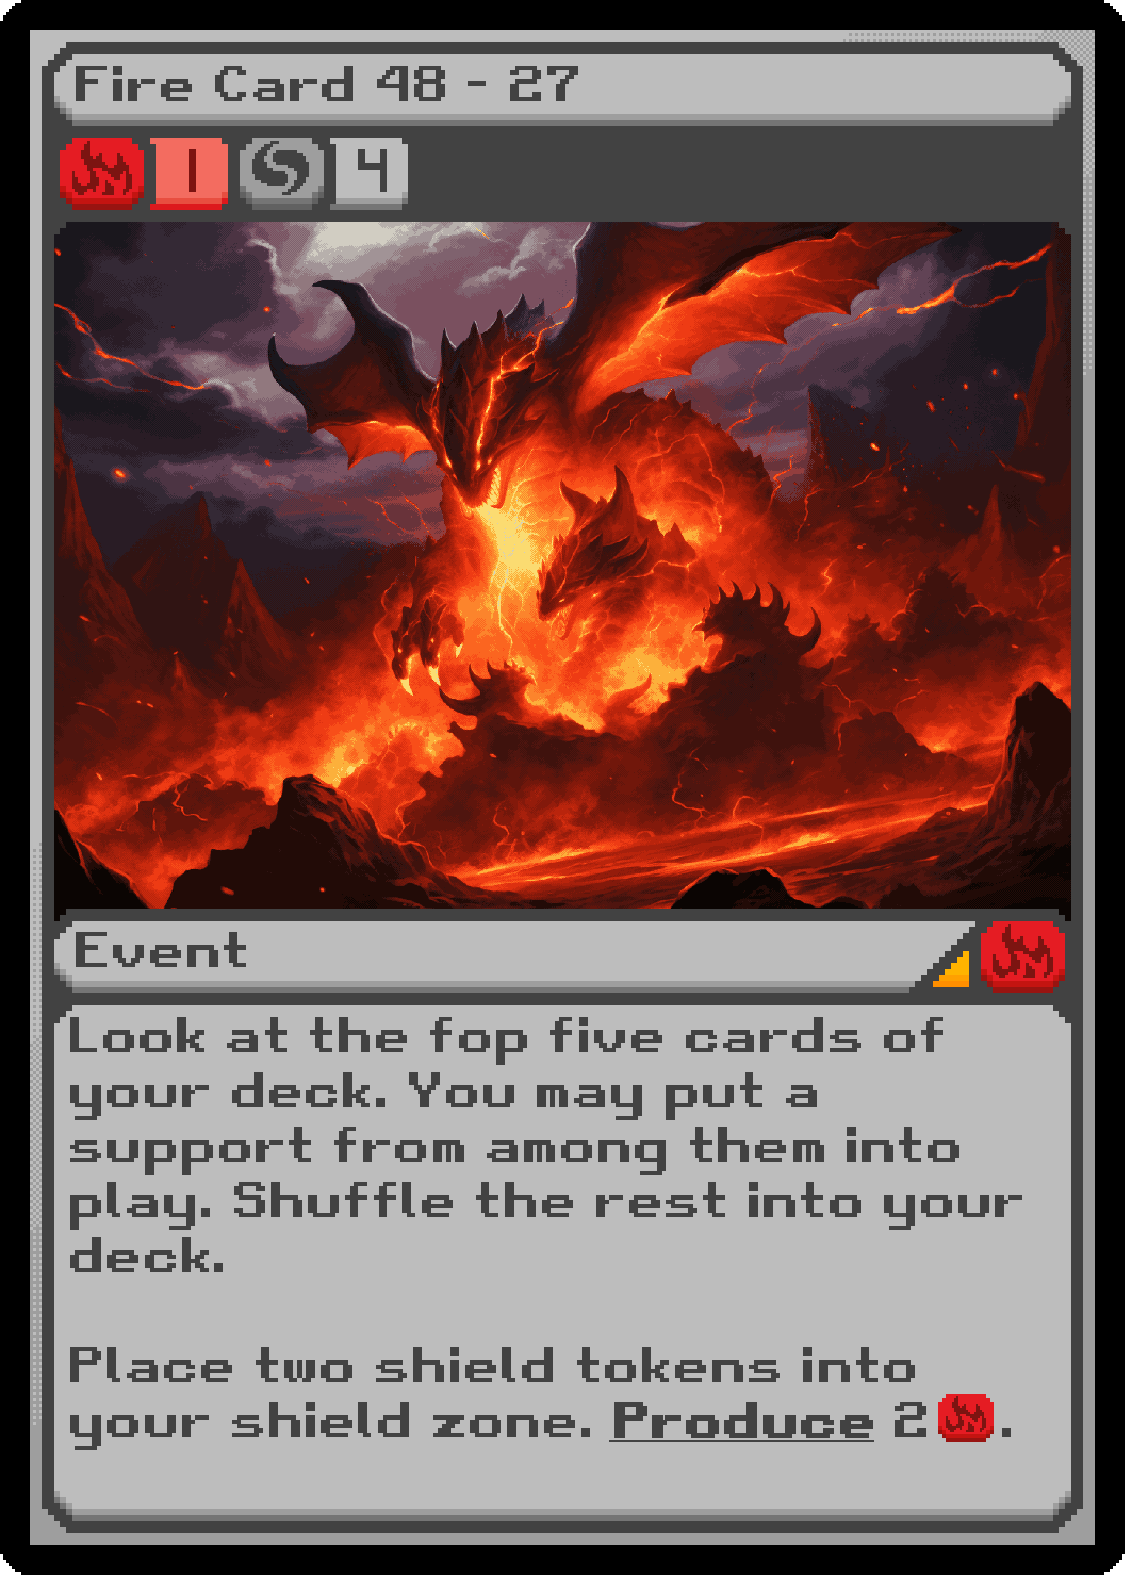 Fire Card 48 - 27
1 4
Event
Look at the fop five cards of
your deck. You may put a
support from among them into
play. Shuffle the rest into your
deck.
Place two shield tokens into
your shield zone. Produce 2 .